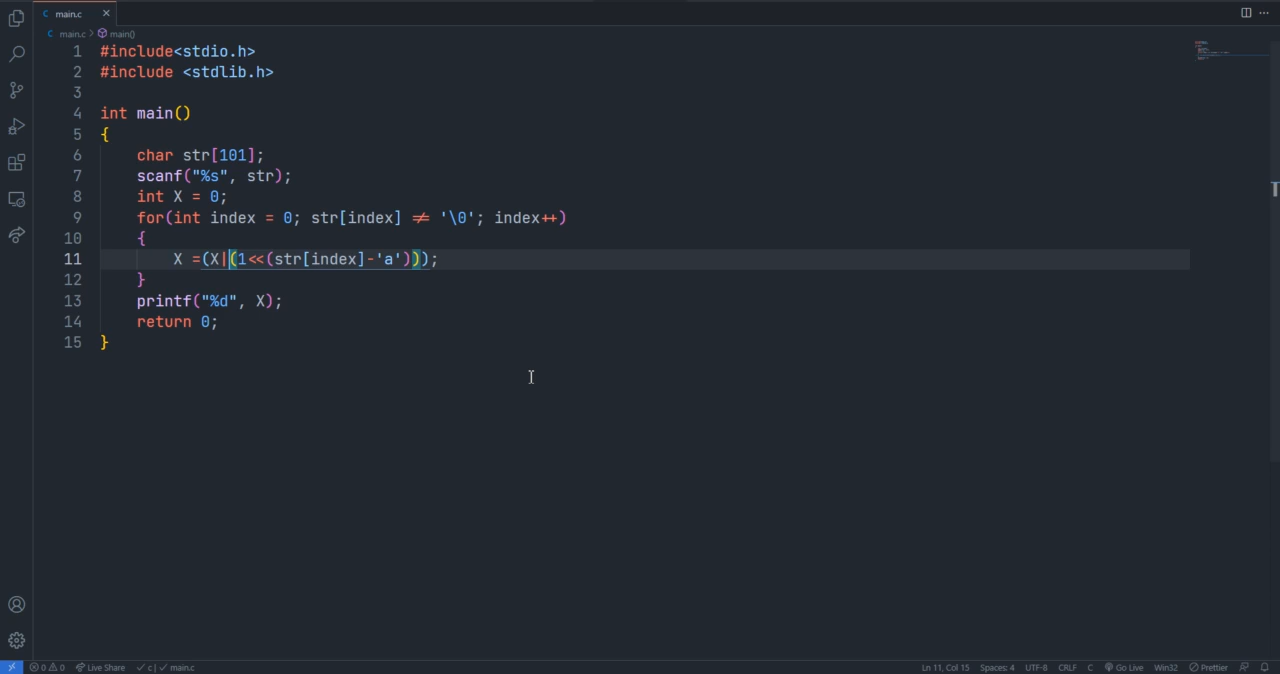 C main.c ×
C main.c > main()
1 #include<stdio.h>
2 #include <stdlib.h>
3
4 int main()
5 {
6 char str[101];
7 scanf("%s", str);
8 int X = 0;
9 for(int index = 0; str[index] ≠ '\0'; index++)
10 {
11 X =(X|(1<<(str[index]-'a')));
12 }
13 printf("%d", X);
14 return 0;
15 }
0 0 Live Share c | main.c Ln 11, Col 15 Spaces: 4 UTF-8 CRLF C Go Live Win32 Prettier